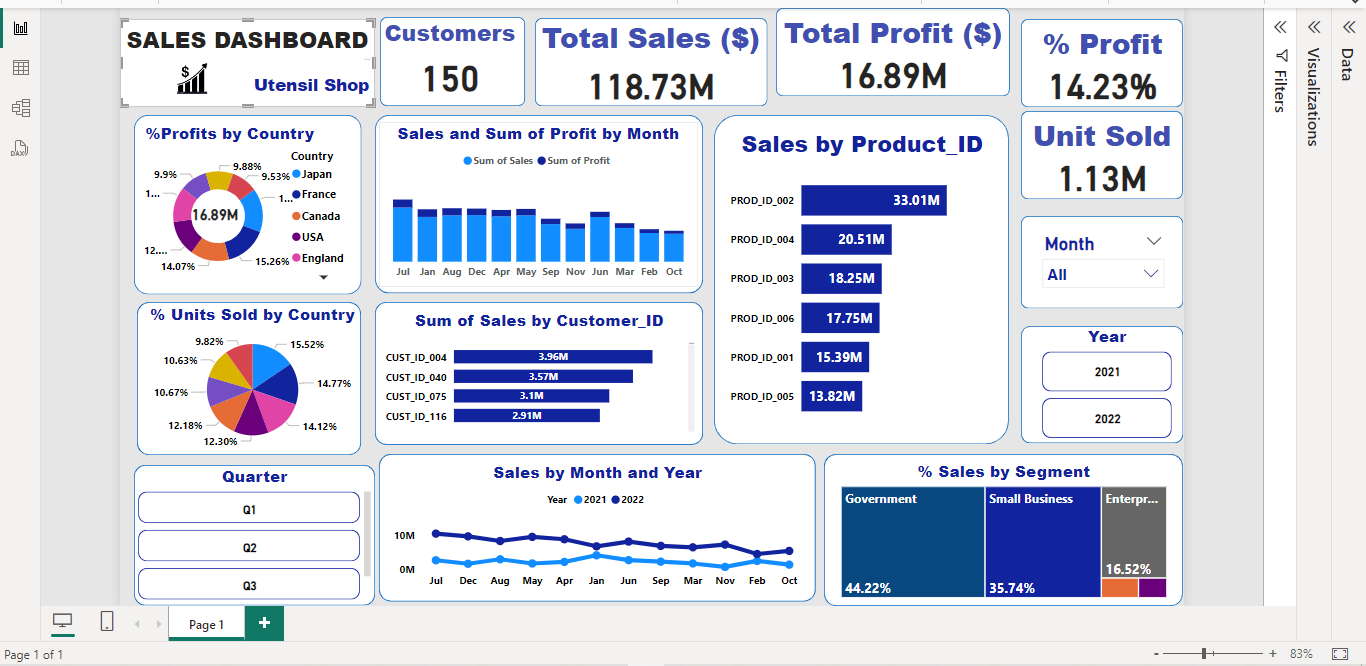 SALES DASHBOARD
$
Utensil Shop
Customers
150
Total Sales ($)
118.73M
Total Profit ($)
16.89M
% Profit
14.23%
Unit Sold
1.13M
%Profits by Country
9.88%
9.53%
9.9%
1...
1...
16.89M
12....
14.07%
15.26%
Country
Japan
France
Canada
USA
England
Sales and Sum of Profit by Month
Sum of Sales
Sum of Profit
Jul Jan Aug Dec Apr May Sep Nov Jun Mar Feb Oct
Sales by Product_ID
PROD_ID_002 33.01M
PROD_ID_004 20.51M
PROD_ID_003 18.25M
PROD_ID_006 17.75M
PROD_ID_001 15.39M
PROD_ID_005 13.82M
Month
All
Year
2021
2022
% Units Sold by Country
9.82%
15.52%
10.63%
14.77%
10.67%
12.18%
14.12%
12.30%
Sum of Sales by Customer_ID
CUST_ID_004 3.96M
CUST_ID_040 3.57M
CUST_ID_075 3.1M
CUST_ID_116 2.91M
Quarter
Q1
Q2
Q3
Sales by Month and Year
Year 2021 2022
10M
0M
Jul Dec Aug May Apr Jan Jun Sep Mar Nov Feb Oct
% Sales by Segment
Government
44.22%
Small Business
35.74%
Enterpr...
16.52%
Filters
Visualizations
Data
DAX
Page 1
+
Page 1 of 1
- + 83%